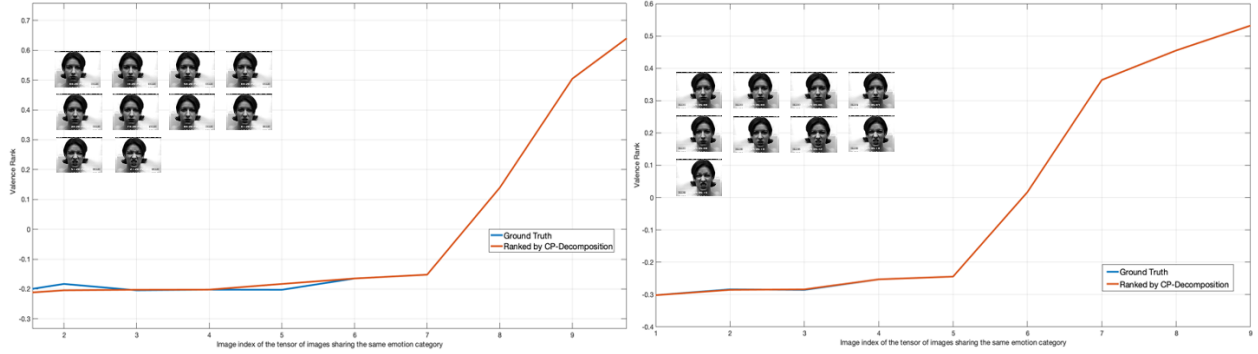 0.7
0.6
0.5
0.4
0.3
0.2
0.1
0
-0.1
-0.2
-0.3
Valence Rank
Ground Truth
Ranked by CP-Decomposition
2 3 4 5 6 7 8 9
Image index of the tensor of images sharing the same emotion category
0.6
0.5
0.4
0.3
0.2
0.1
0
-0.1
-0.2
-0.3
-0.4
Valence Rank
Ground Truth
Ranked by CP-Decomposition
1 2 3 4 5 6 7 8 9
Image index of the tensor of images sharing the same emotion category